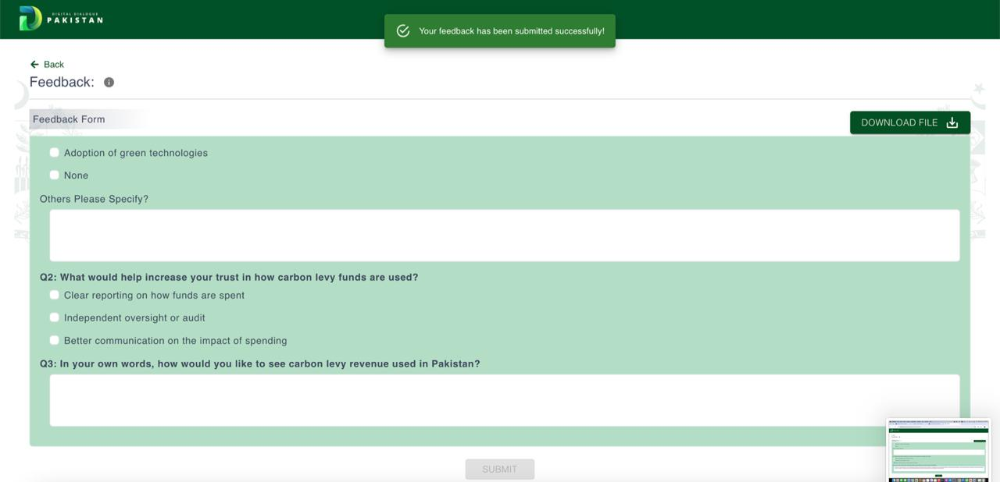 DIGITAL DIALOGUE
PAKISTAN
Your feedback has been submitted successfully!
Back
Feedback:
Feedback Form
DOWNLOAD FILE
Adoption of green technologies
None
Others Please Specify?
Q2: What would help increase your trust in how carbon levy funds are used?
Clear reporting on how funds are spent
Independent oversight or audit
Better communication on the impact of spending
Q3: In your own words, how would you like to see carbon levy revenue used in Pakistan?
SUBMIT